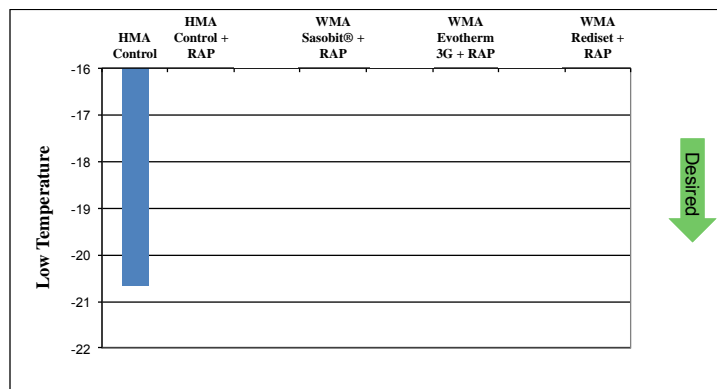 HMA
Control
HMA
Control +
RAP
WMA
Sasobit® +
RAP
WMA
Evotherm
3G + RAP
WMA
Rediset +
RAP
-16
-17
-18
-19
-20
-21
-22
Low Temperature
Desired